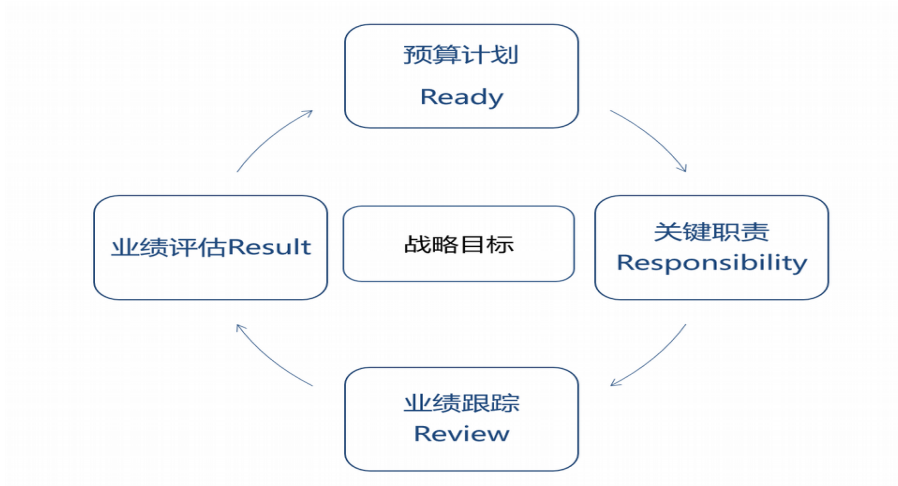 预算计划
Ready
业绩评估Result
战略目标
关键职责
Responsibility
业绩跟踪
Review